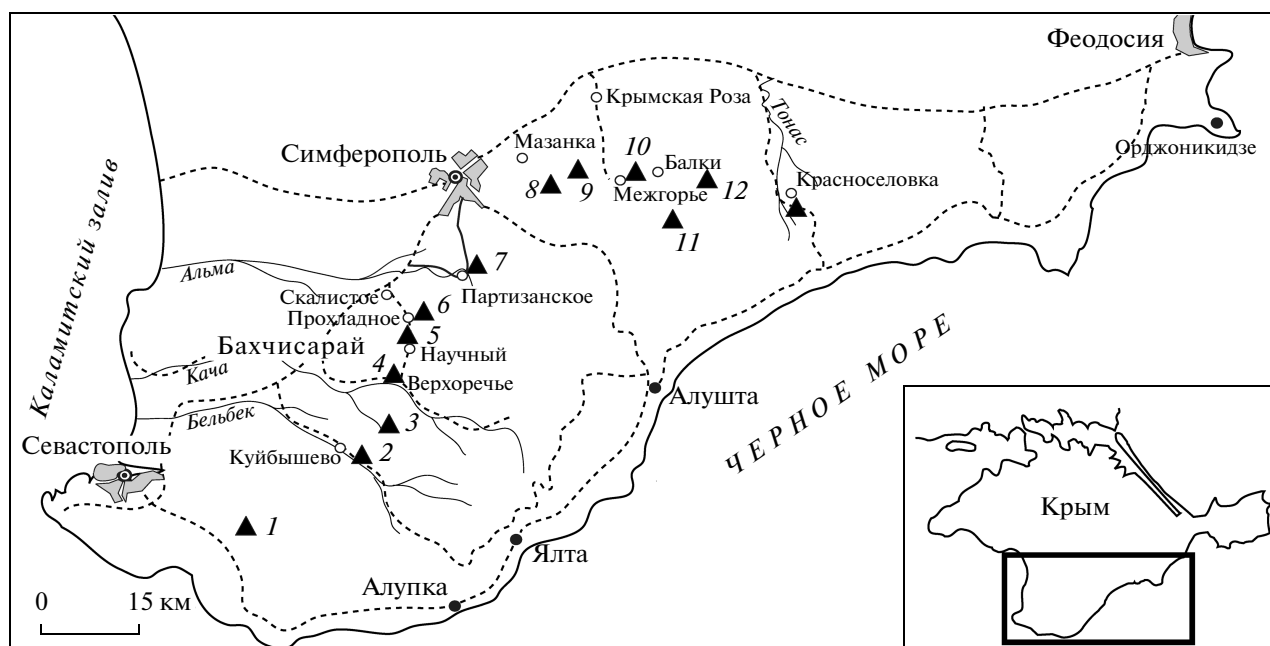 Феодосия
Крымская Роза
Тонас
Орджоникидзе
Мазанка
Симферополь
10
Балки
8
9
Межгорье
12
Красноселовка
11
Каламитский залив
7
Альма
Партизанское
Скалистое
6
Прохладное
5
Бахчисарай
Научный
4
Кача
Верхоречье
Алушта
ЧЕРНОЕ МОРЕ
Бельбек
3
Севастополь
Куйбышево
2
Крым
1
Ялта
Алупка
0 15 км